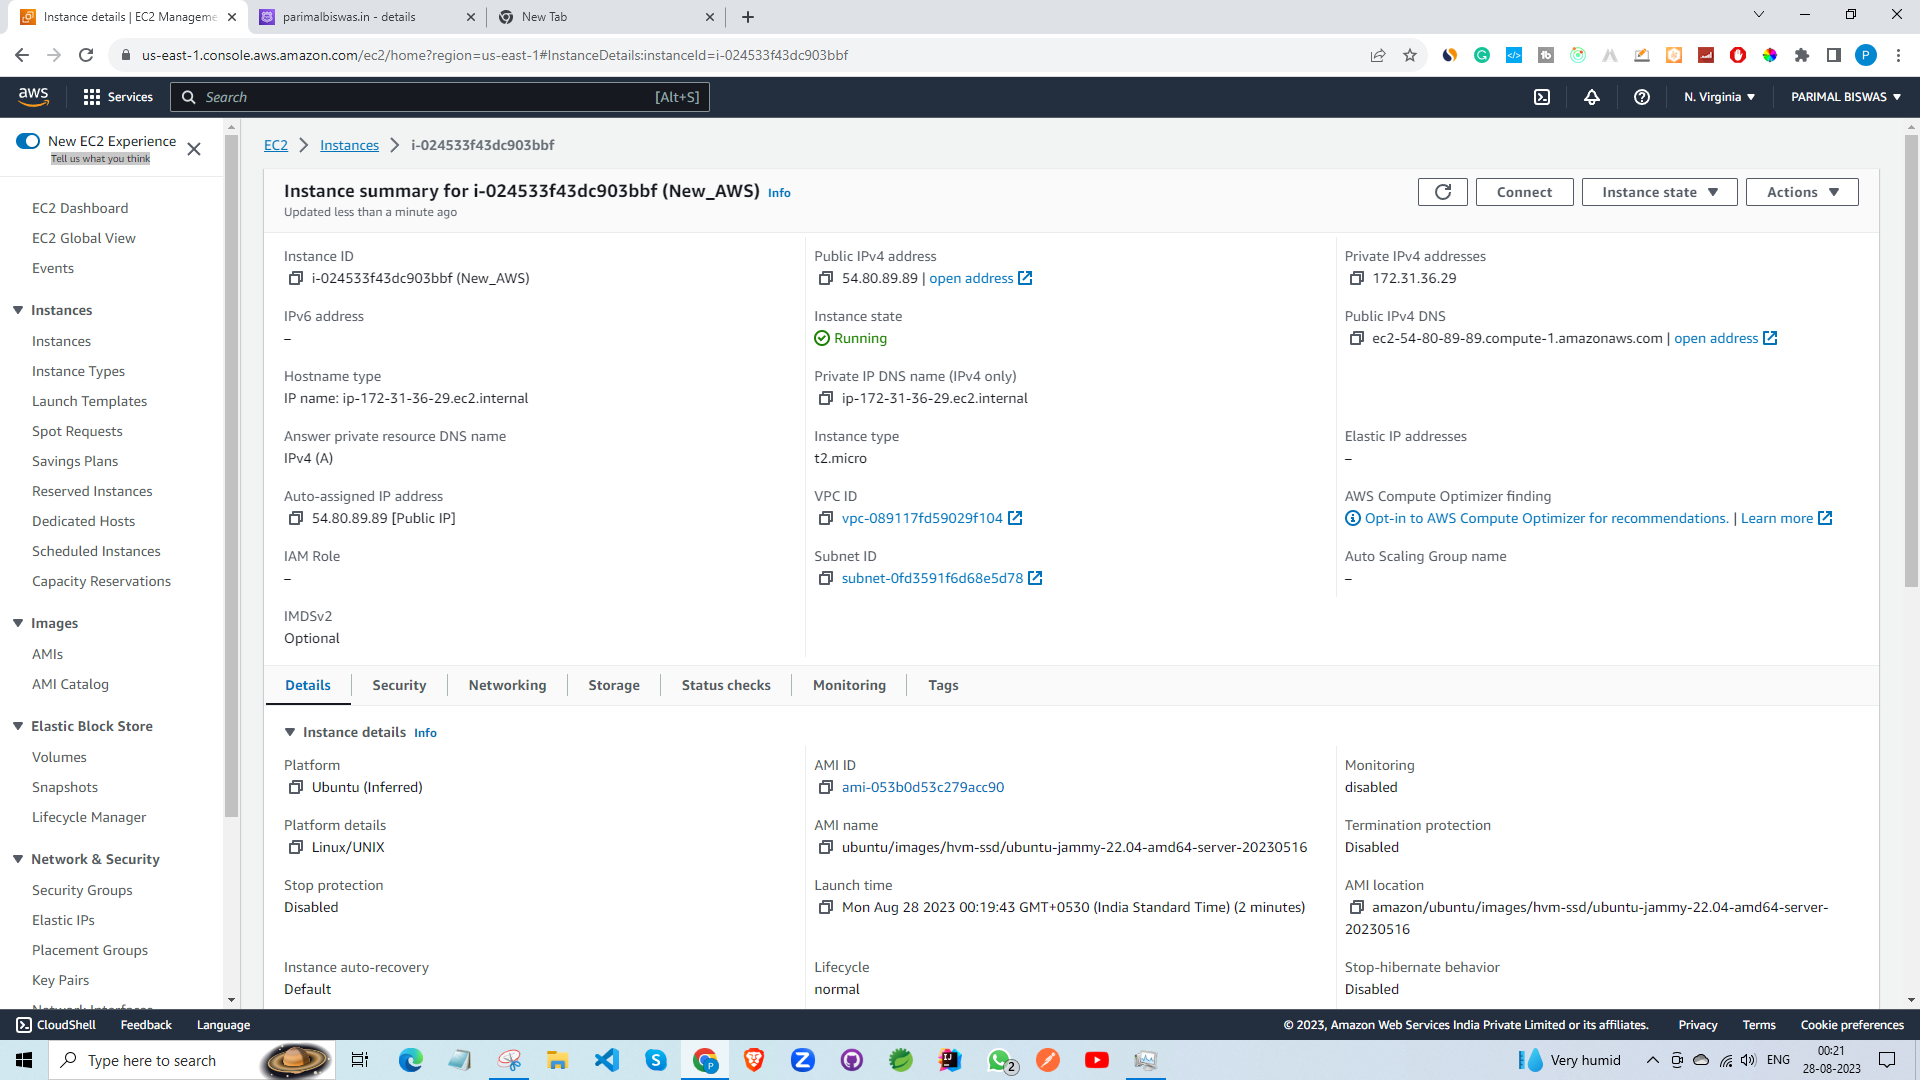 Instance details | EC2 Manageme
parimalbiswas.in - details
New Tab
us-east-1.console.aws.amazon.com/ec2/home?region=us-east-1#InstanceDetails:instanceId=i-024533f43dc903bbf
P
aws
Services
Search
[Alt+S]
N. Virginia
PARIMAL BISWAS
New EC2 Experience
Tell us what you think
EC2 Dashboard
EC2 Global View
Events
Instances
Instances
Instance Types
Launch Templates
Spot Requests
Savings Plans
Reserved Instances
Dedicated Hosts
Scheduled Instances
Capacity Reservations
Images
AMIs
AMI Catalog
Elastic Block Store
Volumes
Snapshots
Lifecycle Manager
Network & Security
Security Groups
Elastic IPs
Placement Groups
Key Pairs
Network Interfaces
EC2 > Instances > i-024533f43dc903bbf
Instance summary for i-024533f43dc903bbf (New_AWS) Info
Updated less than a minute ago
Connect
Instance state
Actions
Instance ID
i-024533f43dc903bbf (New_AWS)
Public IPv4 address
54.80.89.89 | open address
Private IPv4 addresses
172.31.36.29
IPv6 address
–
Instance state
Running
Public IPv4 DNS
ec2-54-80-89-89.compute-1.amazonaws.com | open address
Hostname type
IP name: ip-172-31-36-29.ec2.internal
Private IP DNS name (IPv4 only)
ip-172-31-36-29.ec2.internal
Answer private resource DNS name
IPv4 (A)
Instance type
t2.micro
Elastic IP addresses
–
Auto-assigned IP address
54.80.89.89 [Public IP]
VPC ID
vpc-089117fd59029f104
AWS Compute Optimizer finding
Opt-in to AWS Compute Optimizer for recommendations. | Learn more
IAM Role
–
Subnet ID
subnet-0fd3591f6d68e5d78
Auto Scaling Group name
–
IMDSv2
Optional
Details
Security
Networking
Storage
Status checks
Monitoring
Tags
Instance details Info
Platform
Ubuntu (Inferred)
AMI ID
ami-053b0d53c279acc90
Monitoring
disabled
Platform details
Linux/UNIX
AMI name
ubuntu/images/hvm-ssd/ubuntu-jammy-22.04-amd64-server-20230516
Termination protection
Disabled
Stop protection
Disabled
Launch time
Mon Aug 28 2023 00:19:43 GMT+0530 (India Standard Time) (2 minutes)
AMI location
amazon/ubuntu/images/hvm-ssd/ubuntu-jammy-22.04-amd64-server-
20230516
Instance auto-recovery
Default
Lifecycle
normal
Stop-hibernate behavior
Disabled
CloudShell
Feedback
Language
© 2023, Amazon Web Services India Private Limited or its affiliates.
Privacy
Terms
Cookie preferences
Type here to search
2
Very humid
ENG
00:21
28-08-2023